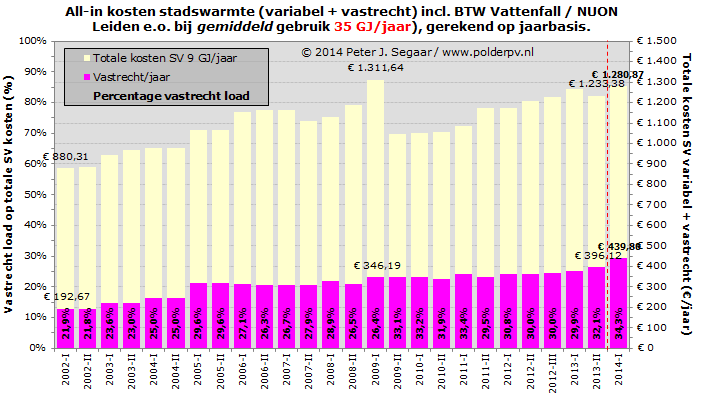 All-in kosten stadswarmte (variabel + vastrecht) incl. BTW Vattenfall / NUON
Leiden e.o. bij gemiddeld gebruik 35 GJ/jaar), gerekend op jaarbasis.
© 2014 Peter J. Segaar / www.polderpv.nl
Totale kosten SV 9 GJ/jaar
Vastrecht/jaar
Percentage vastrecht load
Vastrecht load op totale SV kosten (%)
100%
90%
80%
70%
60%
50%
40%
30%
20%
10%
0%
€ 880,31
€ 192,67
€ 1.311,64
€ 346,19
€ 1.233,38
€ 396,12
€ 1.280,87
€ 439,88
21,9%
21,8%
23,6%
23,0%
25,0%
25,0%
29,6%
29,6%
27,1%
26,3%
26,7%
27,9%
28,9%
26,5%
26,4%
33,1%
33,2%
31,9%
33,4%
29,5%
30,8%
30,0%
30,0%
29,9%
32,1%
34,3%
2002-I
2002-II
2003-I
2003-II
2004-I
2004-II
2005-I
2005-II
2006-I
2006-II
2007-I
2007-II
2008-I
2008-II
2009-I
2009-II
2010-I
2010-II
2011-I
2011-II
2012-I
2012-II
2013-I
2013-II
2014-I
€ 1.500
€ 1.400
€ 1.300
€ 1.200
€ 1.100
€ 1.000
€ 900
€ 800
€ 700
€ 600
€ 500
€ 400
€ 300
€ 200
€ 100
€ 0
Totale kosten SV variabel + vastrecht (€/jaar)